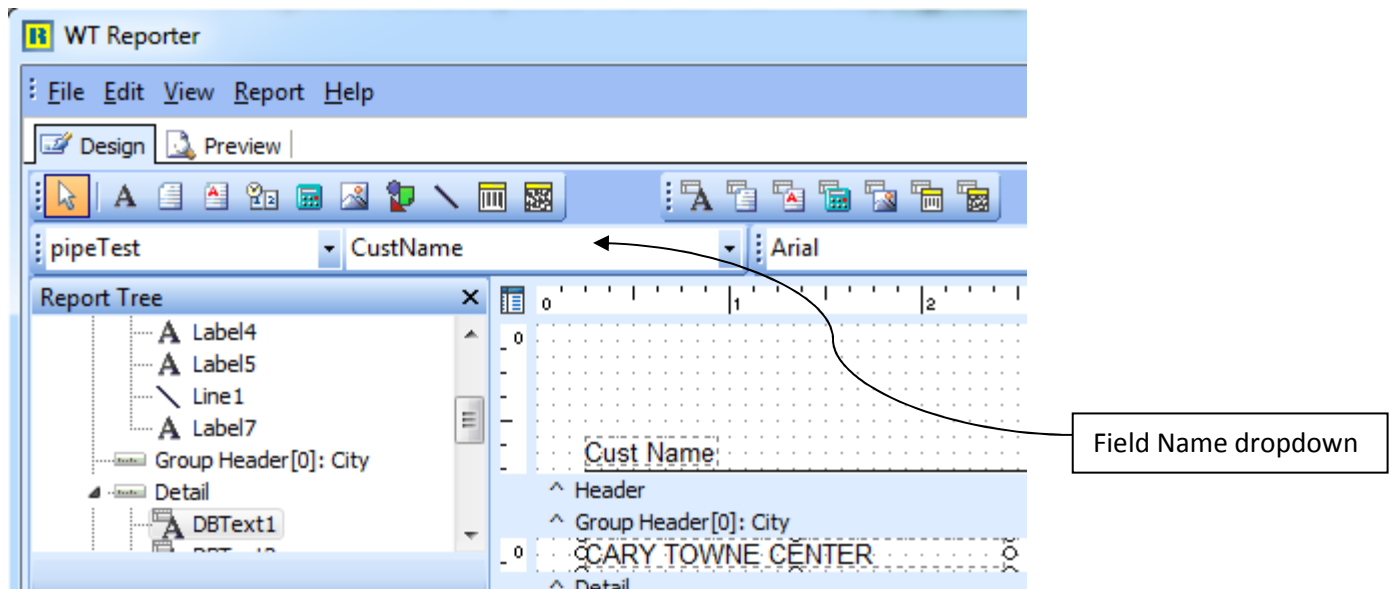 WT Reporter
File Edit View Report Help
Design Preview
pipeTest CustName Arial
Report Tree
0 1 2
Label4
Label5
Line1
Label7
Group Header[0]: City
Detail
DBText1
0
Cust Name
^ Header
^ Group Header[0]: City
0 CARY TOWNE CENTER
^ Detail
Field Name dropdown